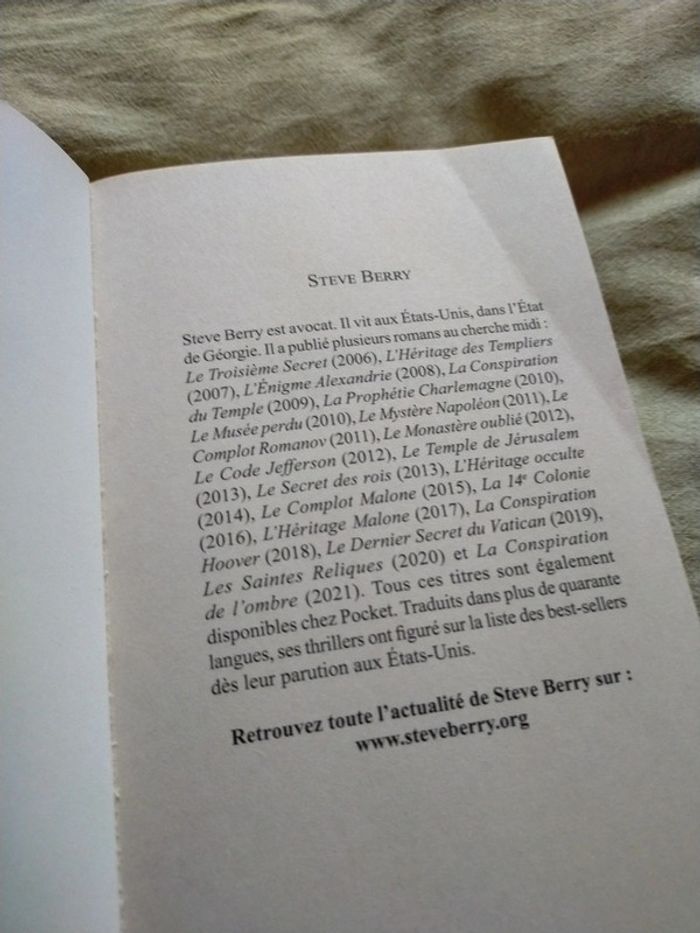 STEVE BERRY
Steve Berry est avocat. Il vit aux États-Unis, dans l'État
de Géorgie. Il a publié plusieurs romans au cherche midi :
Le Troisième Secret (2006), L'Héritage des Templiers
(2007), L'Énigme Alexandrie (2008), La Conspiration
du Temple (2009), La Prophétie Charlemagne (2010),
Le Musée perdu (2010), Le Mystère Napoléon (2011), Le
Complot Romanov (2011), Le Monastère oublié (2012),
Le Code Jefferson (2012), Le Temple de Jérusalem
(2013), Le Secret des rois (2013), L'Héritage occulte
(2014), Le Complot Malone (2015), La 14e Colonie
(2016), L'Héritage Malone (2017), La Conspiration
Hoover (2018), Le Dernier Secret du Vatican (2019),
Les Saintes Reliques (2020) et La Conspiration
de l'ombre (2021). Tous ces titres sont également
disponibles chez Pocket. Traduits dans plus de quarante
langues, ses thrillers ont figuré sur la liste des best-sellers
dès leur parution aux États-Unis.
Retrouvez toute l'actualité de Steve Berry sur :
www.steveberry.org